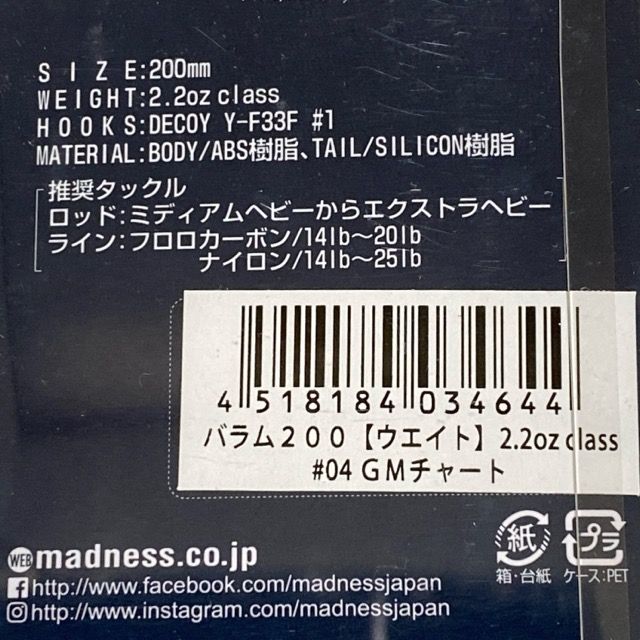 SIZE:200mm
WEIGHT:2.2oz class
HOOKS:DECOY Y-F33F #1
MATERIAL:BODY/ABS樹脂、TAIL/SILICON樹脂
推奨タックル
ロッド:ミディアムヘビーからエクストラヘビー
ライン:フロロカーボン/14lb〜20lb
ナイロン/14lb〜25lb
4 518184 034644
バラム200【ウエイト】2.2oz class
#04 GMチャート
紙 プラ
箱・台紙 ケース:PET
WEB madness.co.jp
http://www.facebook.com/madnessjapan
http://www.instagram.com/madnessjapan